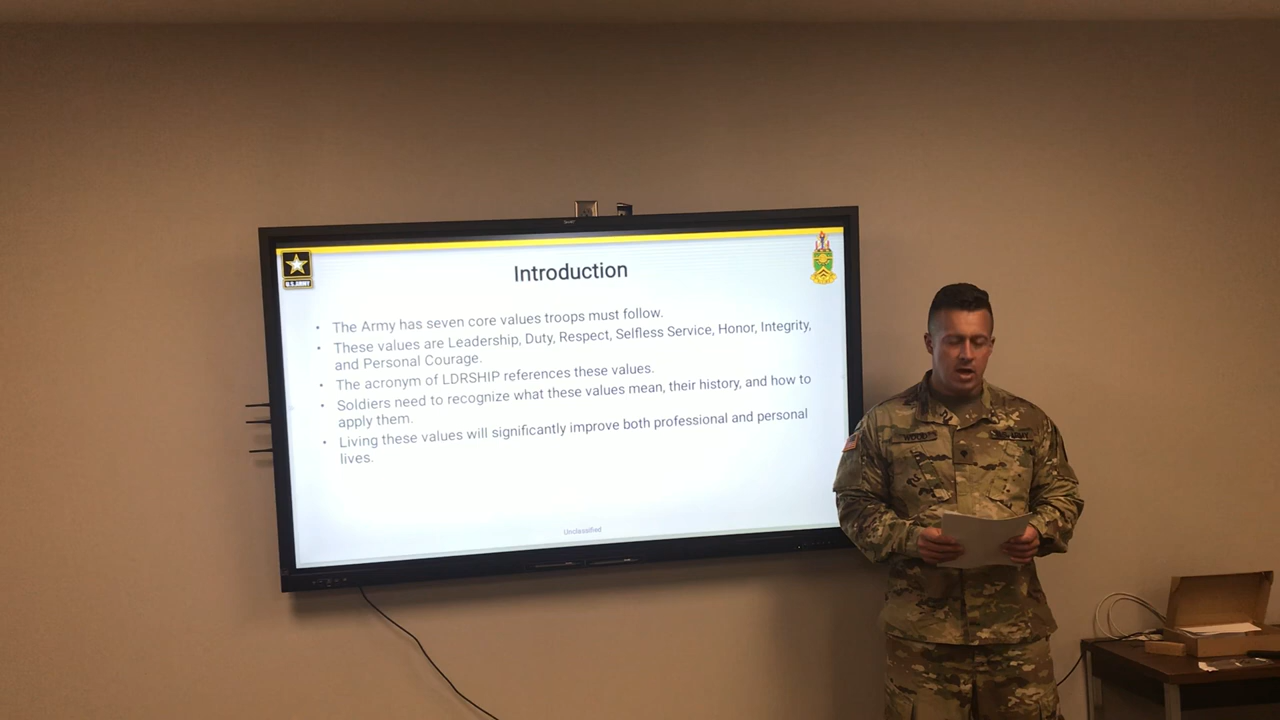 Introduction
U.S. ARMY
• The Army has seven core values troops must follow.
• These values are Leadership, Duty, Respect, Selfless Service, Honor, Integrity,
and Personal Courage.
• The acronym of LDRSHIP references these values.
• Soldiers need to recognize what these values mean, their history, and how to
apply them.
• Living these values will significantly improve both professional and personal
lives.
Unclassified
WOOD
U.S. ARMY